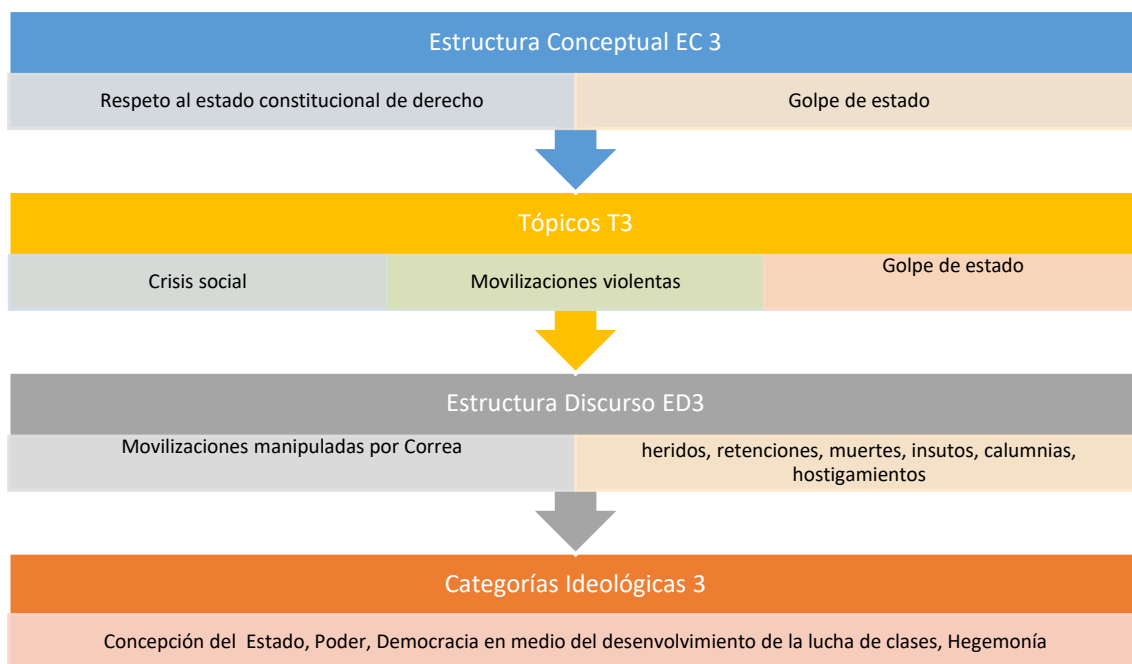 Estructura Conceptual EC 3
Respeto al estado constitucional de derecho
Golpe de estado
Tópicos T3
Crisis social
Movilizaciones violentas
Golpe de estado
Estructura Discurso ED3
Movilizaciones manipuladas por Correa
heridos, retenciones, muertes, insutos, calumnias,
hostigamientos
Categorías Ideológicas 3
Concepción del Estado, Poder, Democracia en medio del desenvolvimiento de la lucha de clases, Hegemonía